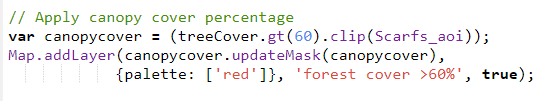 // Apply canopy cover percentage
var canopycover = (treeCover.gt(60).clip(Scarfs_aoi));
Map.addLayer(canopycover.updateMask(canopycover),
{palette: ['red']}, 'forest cover >60%', true);